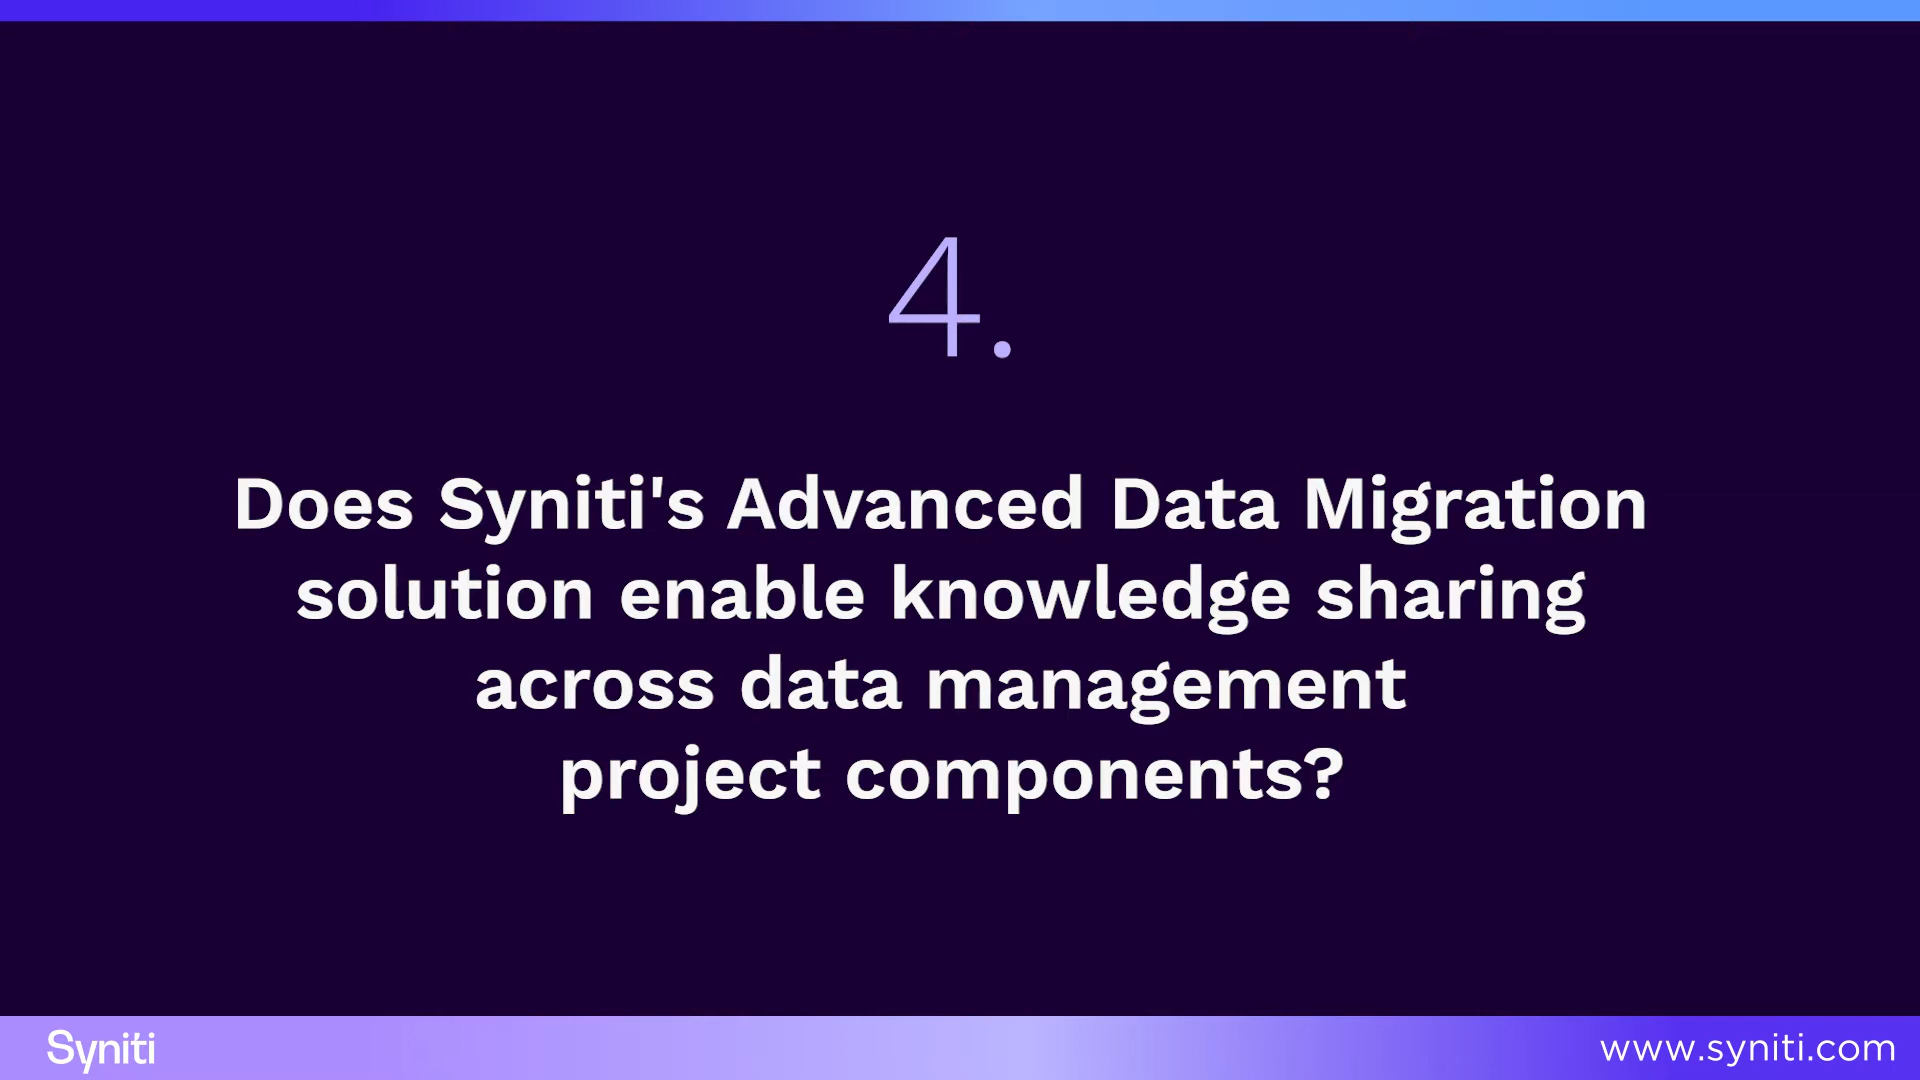 4.
Does Syniti's Advanced Data Migration
solution enable knowledge sharing
across data management
project components?
Syniti
www.syniti.com